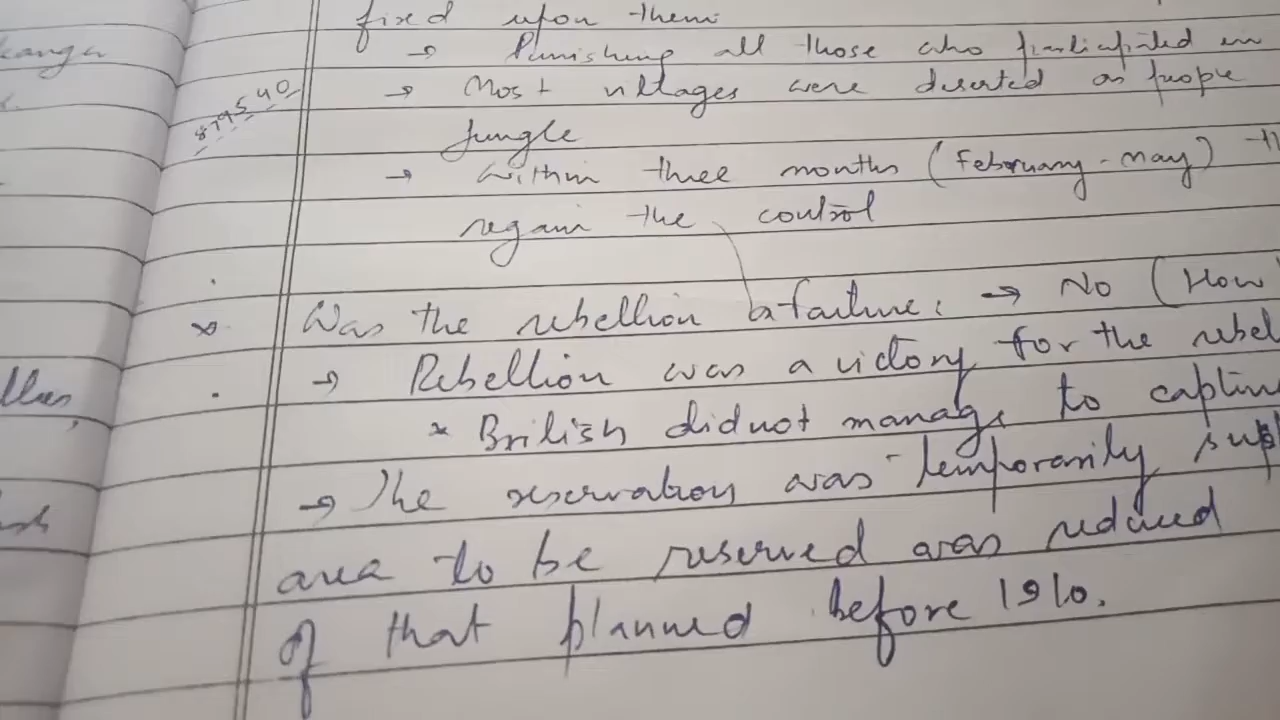 kanga
fixed upon them
→ Punishing all those who participated in
→ Most villages were deserted as people
879540
Jungle
→ Within three months (February - may)
regain the control
Was the rebellion a failure: → No (How
→ Rebellion was a victory for the rebel
* British did not manage to
→ The reservation was temporarily
area to be reserved was reduced
of that planned before 1910.